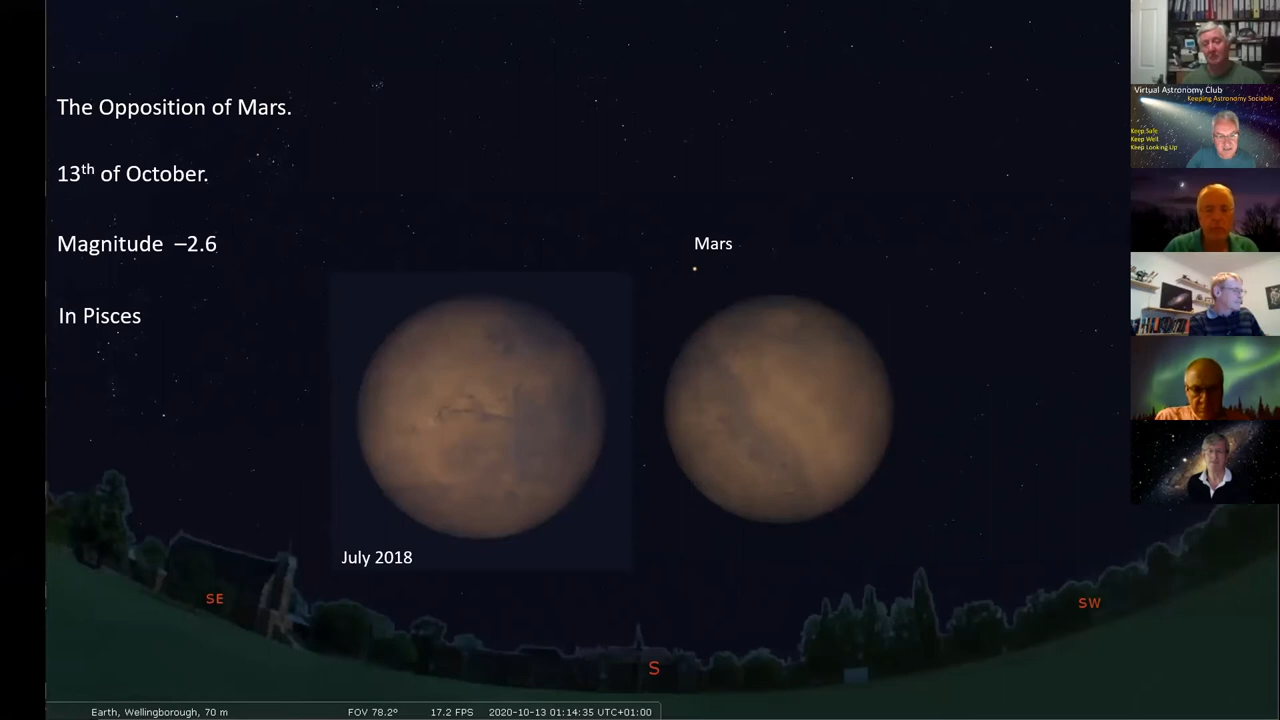 The Opposition of Mars.
13th of October.
Magnitude –2.6
In Pisces
Mars
July 2018
SE
S
SW
Earth, Wellingborough, 70 m
FOV 78.2°
17.2 FPS
2020-10-13 01:14:35 UTC+01:00
Virtual Astronomy Club
Keeping Astronomy Sociable
Keep Safe
Keep Well
Keep Looking Up